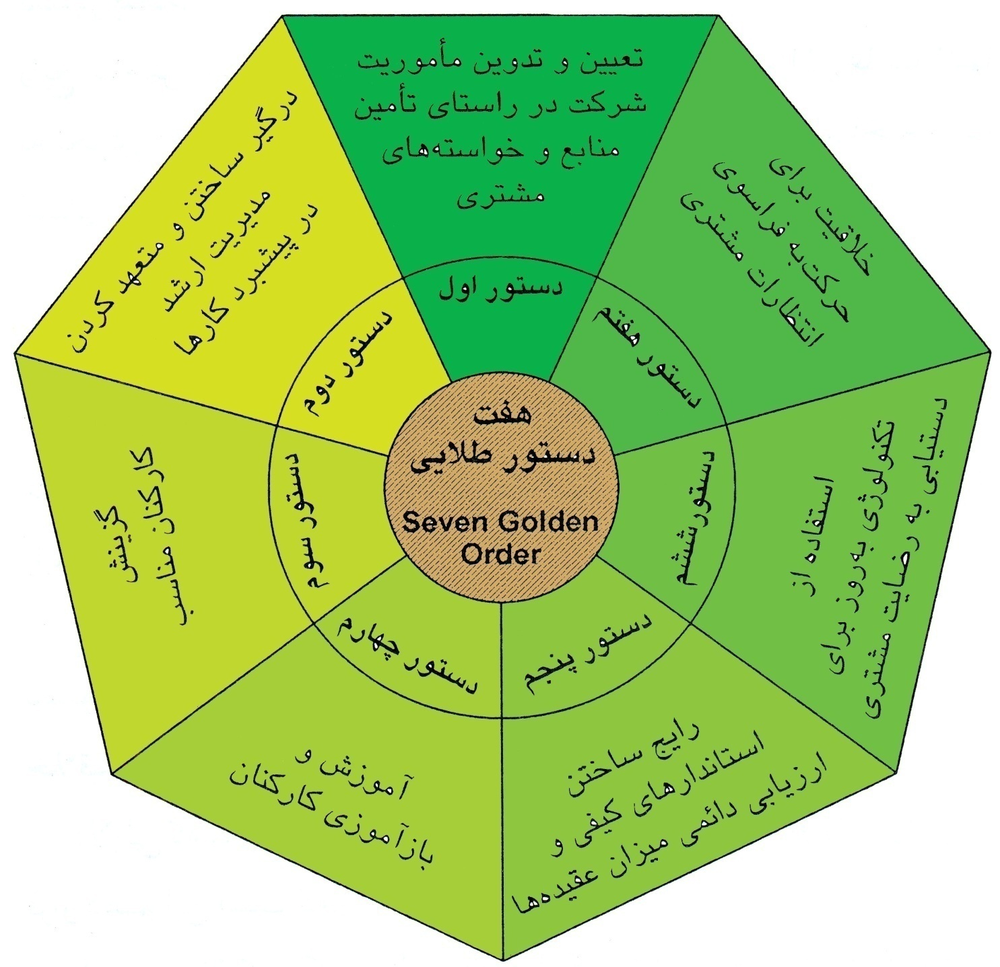 هفت
دستور طلایی
Seven Golden
Order
دستور اول
تعیین و تدوین مأموریت
شرکت در راستای تأمین
منابع و خواسته‌های
مشتری
دستور دوم
درگیر ساختن و متعهد کردن
مدیریت ارشد
در پیشبرد کارها
دستور سوم
گزینش
کارکنان مناسب
دستور چهارم
آموزش و
بازآموزی کارکنان
دستور پنجم
رایج ساختن
استاندارهای کیفی و
ارزیابی دائمی میزان عقیده‌ها
دستور ششم
استفاده از
تکنولوژی به‌روز برای
دستیابی به رضایت مشتری
دستور هفتم
خلاقیت برای
حرکت به فراسوی
انتظارات مشتری